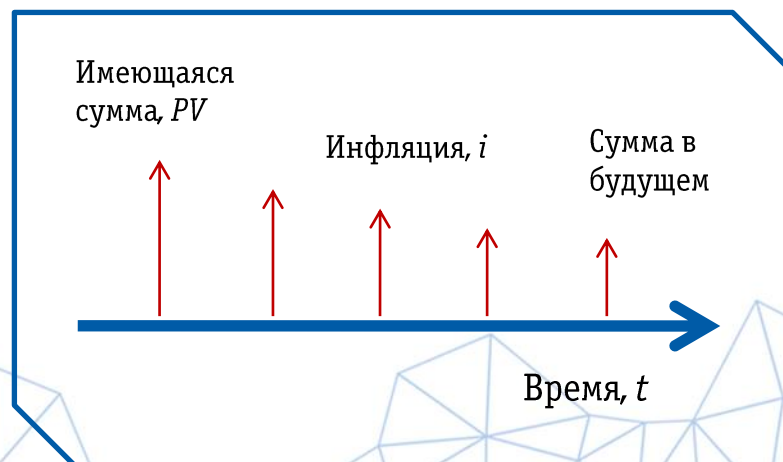 Имеющаяся
сумма, PV
Инфляция, i
Сумма в
будущем
Время, t